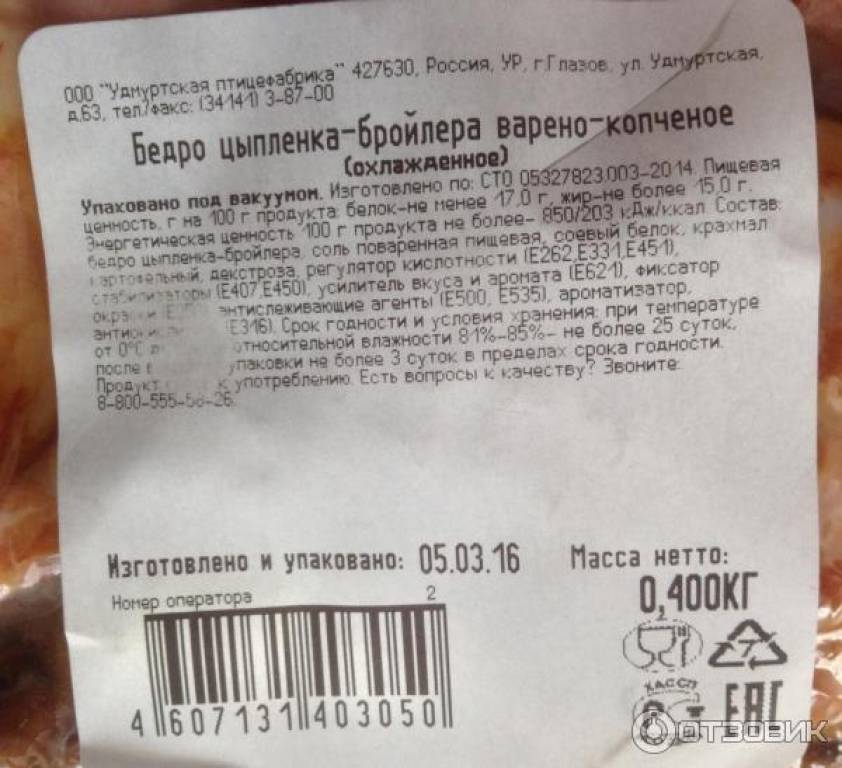 ООО "Удмуртская птицефабрика" 427630, Россия, УР, г.Глазов, ул. Удмуртская,
д.63, тел/факс: (34141) 3-87-00
Бедро цыпленка-бройлера варено-копченое
(охлажденное)
Упаковано под вакуумом. Изготовлено по: СТО 05327823.003-2014. Пищевая
ценность, г на 100 г продукта: белок-не менее 17,0 г, жир-не более 15,0 г.
Энергетическая ценность 100 г продукта не более- 850/203 кДж/ккал. Состав:
бедро цыпленка-бройлера, соль поваренная пищевая, соевый белок, крахмал
картофельный, декстроза, регулятор кислотности (Е262,Е331,Е451),
стабилизаторы (Е407,Е450), усилитель вкуса и аромата (Е621), фиксатор
антислеживающие агенты (Е500, Е535), ароматизатор,
Е316). Срок годности и условия хранения: при температуре
от 0°С относительной влажности 81%-85%- не более 25 суток,
после упаковки не более 3 суток в пределах срока годности.
Продукт к употреблению. Есть вопросы к качеству? Звоните:
8-800-555-58-26.
Изготовлено и упаковано: 05.03.16 Масса нетто:
0,400КГ
Номер оператора 2
4 607131 403050
7
ХАССП
ЕАС
ОТЗОВИК